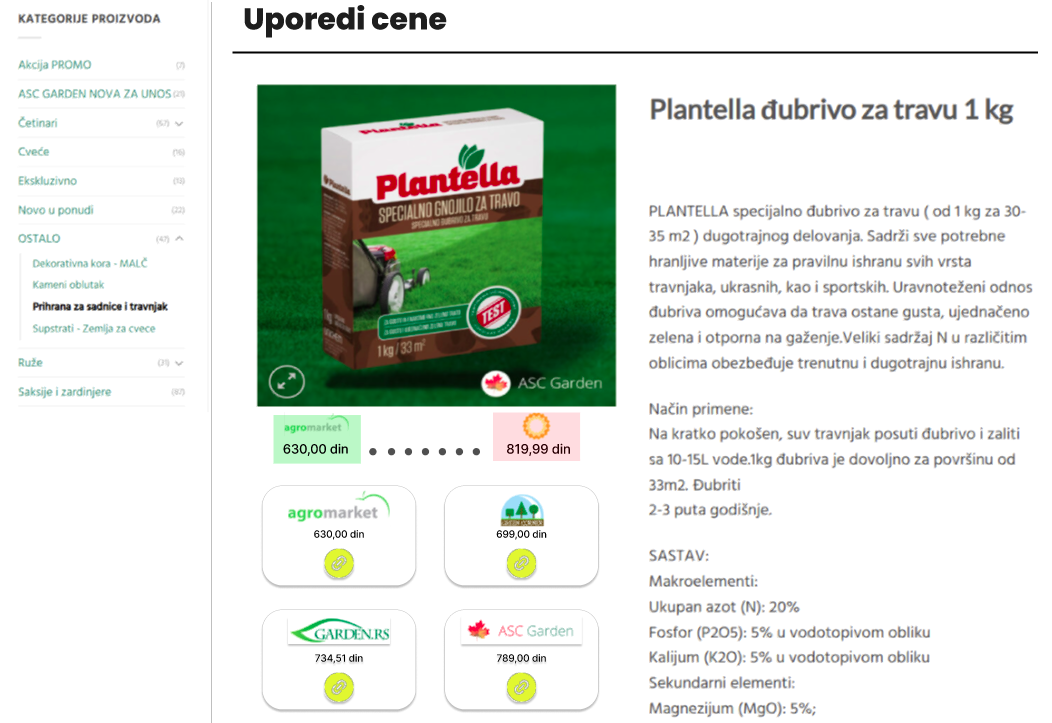 KATEGORIJE PROIZVODA
Akcija PROMO (7)
ASC GARDEN NOVA ZA UNOS (21)
Četinari (57)
Cveće (16)
Ekskluzivno (13)
Novo u ponudi (22)
OSTALO (47)
Dekorativna kora - MALČ
Kameni oblutak
Prihrana za sadnice i travnjak
Supstrati - Zemlja za cvece
Ruže (71)
Saksije i zardinjere (87)
Uporedi cene
Plantella
Plantella
Plantella
SPECIALNO GNOJILO ZA TRAVO
SPECIJALNO ĐUBRIVO ZA TRAVU
TEST
1 kg / 33 m²
ASC Garden
agromarket
630,00 din
819,99 din
agromarket
630,00 din
699,00 din
GARDEN.RS
734,51 din
ASC Garden
789,00 din
Plantella đubrivo za travu 1 kg
PLANTELLA specijalno đubrivo za travu ( od 1 kg za 30-
35 m2 ) dugotrajnog delovanja. Sadrži sve potrebne
hranljive materije za pravilnu ishranu svih vrsta
travnjaka, ukrasnih, kao i sportskih. Uravnoteženi odnos
đubriva omogućava da trava ostane gusta, ujednačeno
zelena i otporna na gaženje.Veliki sadržaj N u različitim
oblicima obezbeđuje trenutnu i dugotrajnu ishranu.
Način primene:
Na kratko pokošen, suv travnjak posuti đubrivo i zaliti
sa 10-15L vode.1kg đubriva je dovoljno za površinu od
33m2. Đubriti
2-3 puta godišnje.
SASTAV:
Makroelementi:
Ukupan azot (N): 20%
Fosfor (P2O5): 5% u vodotopivom obliku
Kalijum (K2O): 5% u vodotopivom obliku
Sekundarni elementi:
Magnezijum (MgO): 5%;